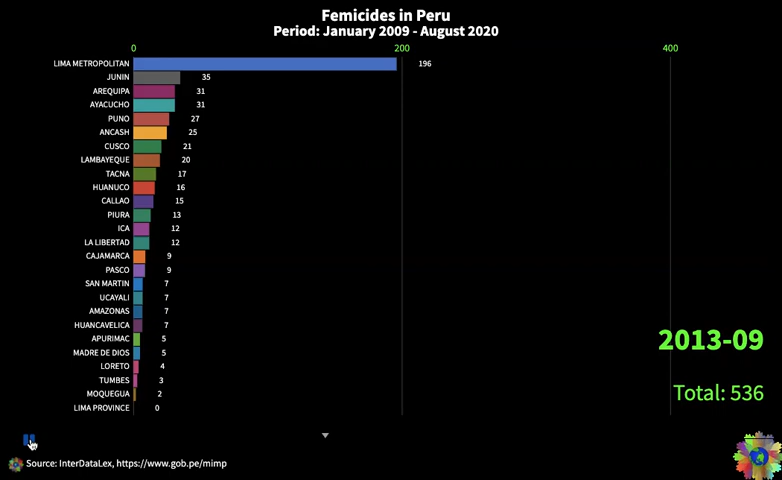 Femicides in Peru
Period: January 2009 - August 2020
0 200 400
LIMA METROPOLITAN 196
JUNIN 35
AREQUIPA 31
AYACUCHO 31
PUNO 27
ANCASH 25
CUSCO 21
LAMBAYEQUE 20
TACNA 17
HUANUCO 16
CALLAO 15
PIURA 13
ICA 12
LA LIBERTAD 12
CAJAMARCA 9
PASCO 9
SAN MARTIN 7
UCAYALI 7
AMAZONAS 7
HUANCAVELICA 7
APURIMAC 5
MADRE DE DIOS 5
LORETO 4
TUMBES 3
MOQUEGUA 2
LIMA PROVINCE 0
2013-09
Total: 536
Source: InterDataLex, https://www.gob.pe/mimp